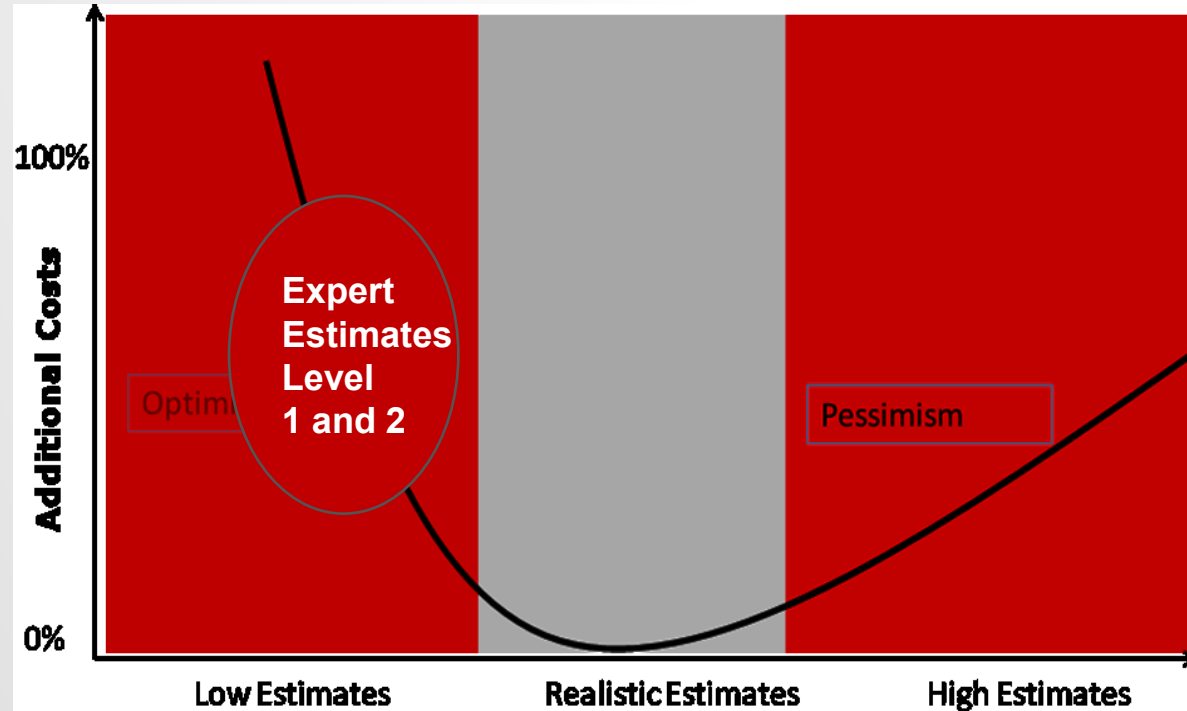 100%
Additional Costs
0%
Expert
Estimates
Level
1 and 2
Pessimism
Low Estimates
Realistic Estimates
High Estimates